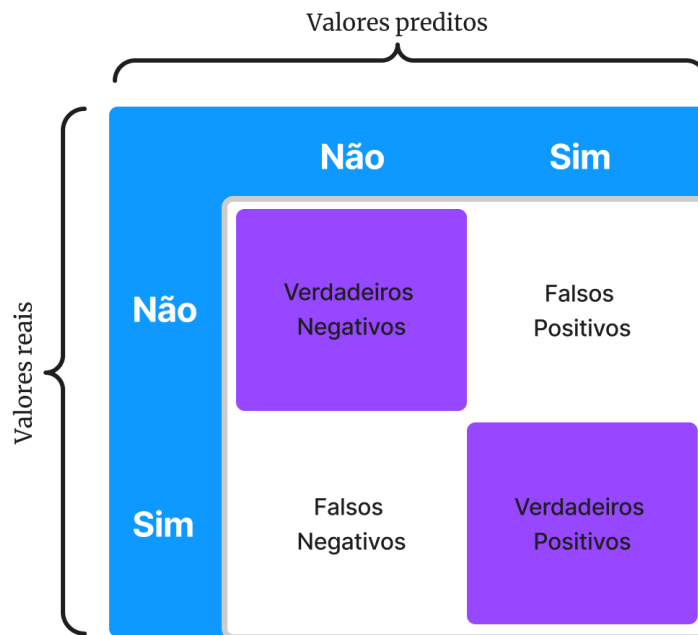 Valores preditos
Não
Sim
Valores reais
Não
Verdadeiros
Negativos
Falsos
Positivos
Sim
Falsos
Negativos
Verdadeiros
Positivos